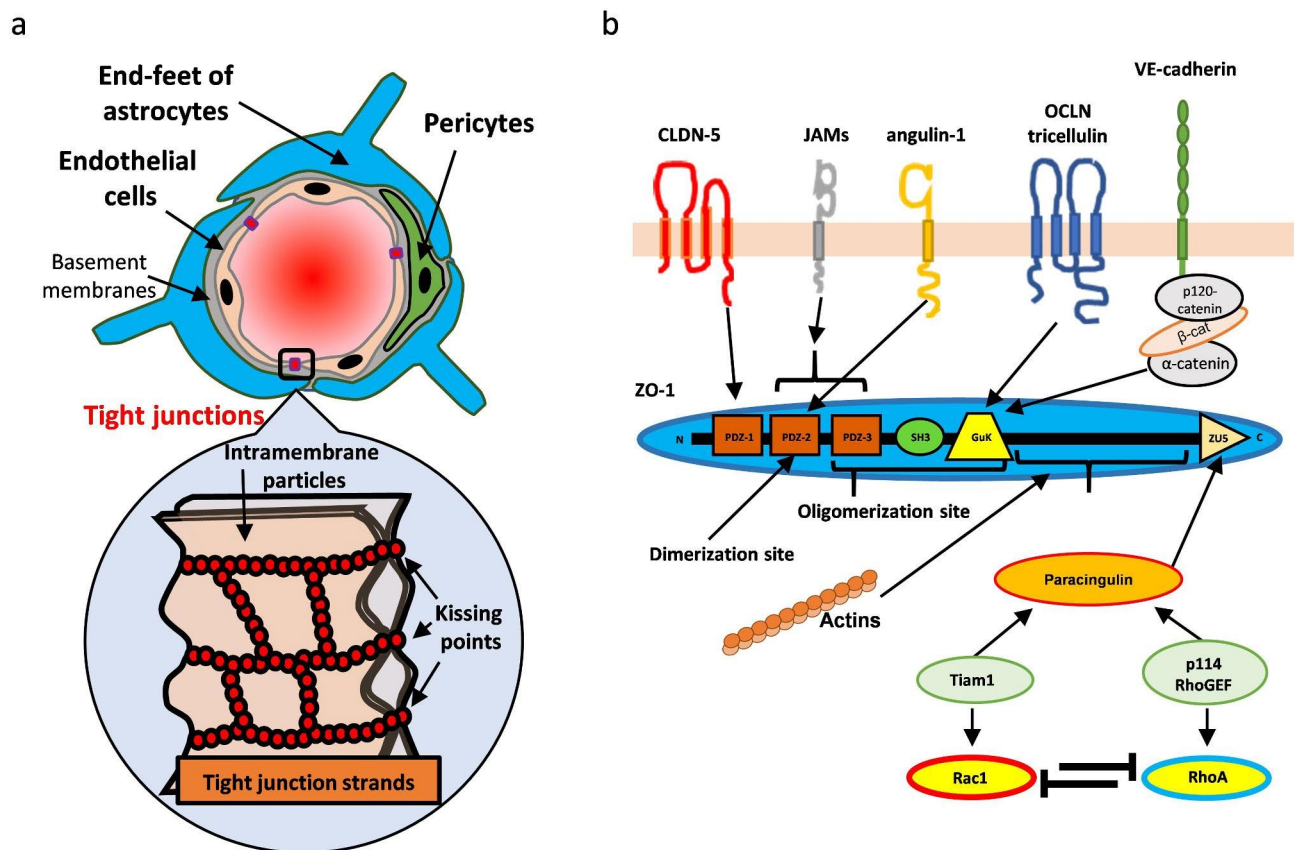 a
End-feet of
astrocytes
Pericytes
Endothelial
cells
Basement
membranes
Tight junctions
Intramembrane
particles
Kissing
points
Tight junction strands
b
VE-cadherin
CLDN-5
JAMs
angulin-1
OCLN
tricellulin
p120-
catenin
β-cat
α-catenin
ZO-1
N
PDZ-1
PDZ-2
PDZ-3
SH3
GuK
ZU5
C
Oligomerization site
Dimerization site
Actins
Paracingulin
Tiam1
p114
RhoGEF
Rac1
RhoA